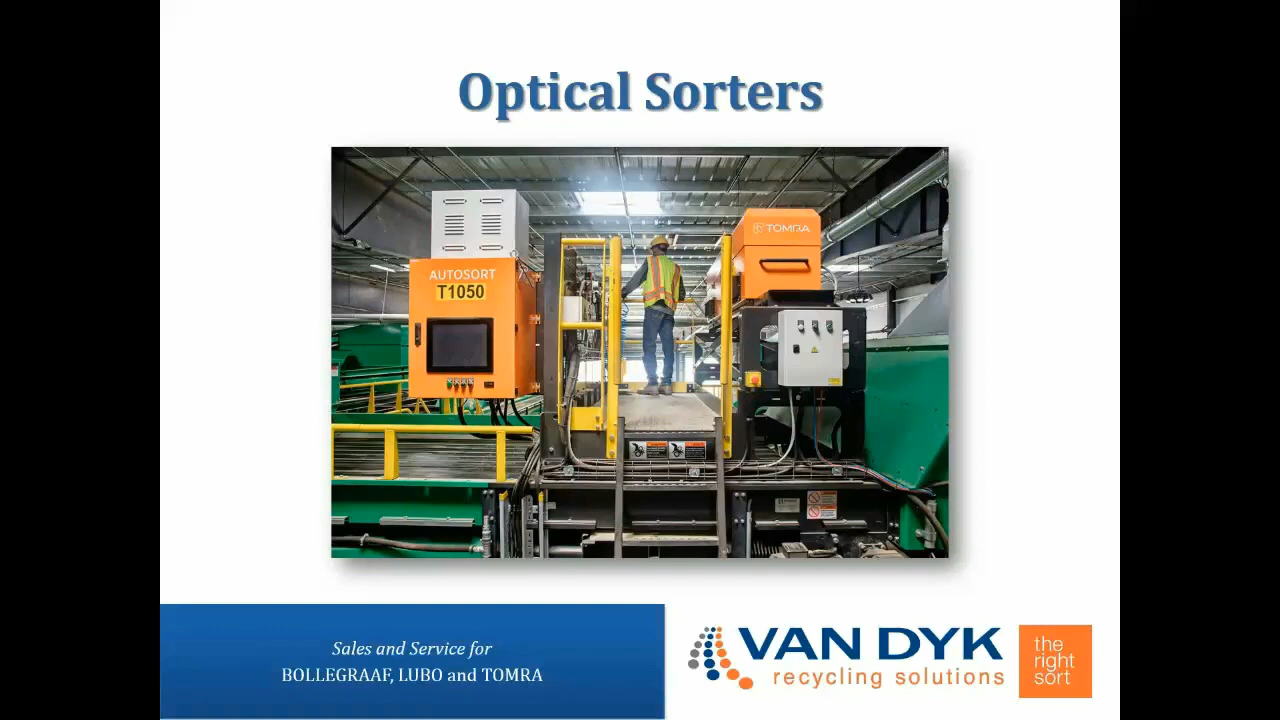 Optical Sorters
AUTOSORT
T1050
TOMRA
Sales and Service for
BOLLEGRAAF, LUBO and TOMRA
VAN DYK
recycling solutions
the
right
sort